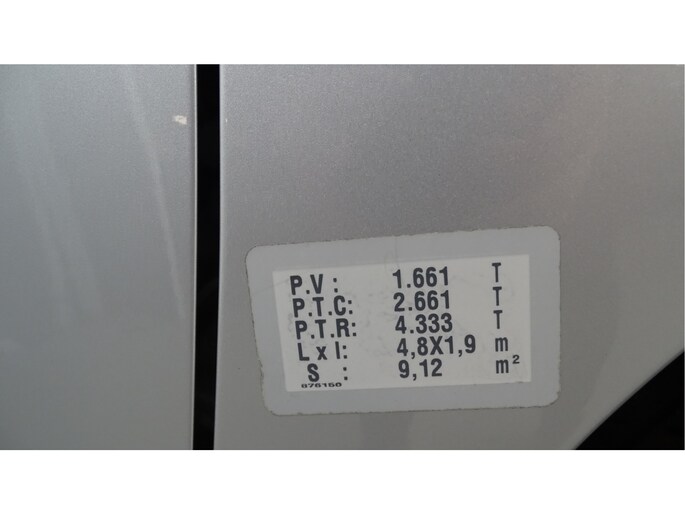 P.V : 1.661 T
P.T.C: 2.661 T
P.T.R: 4.333 T
L x l: 4,8X1,9 m
S : 9,12 m²
876160